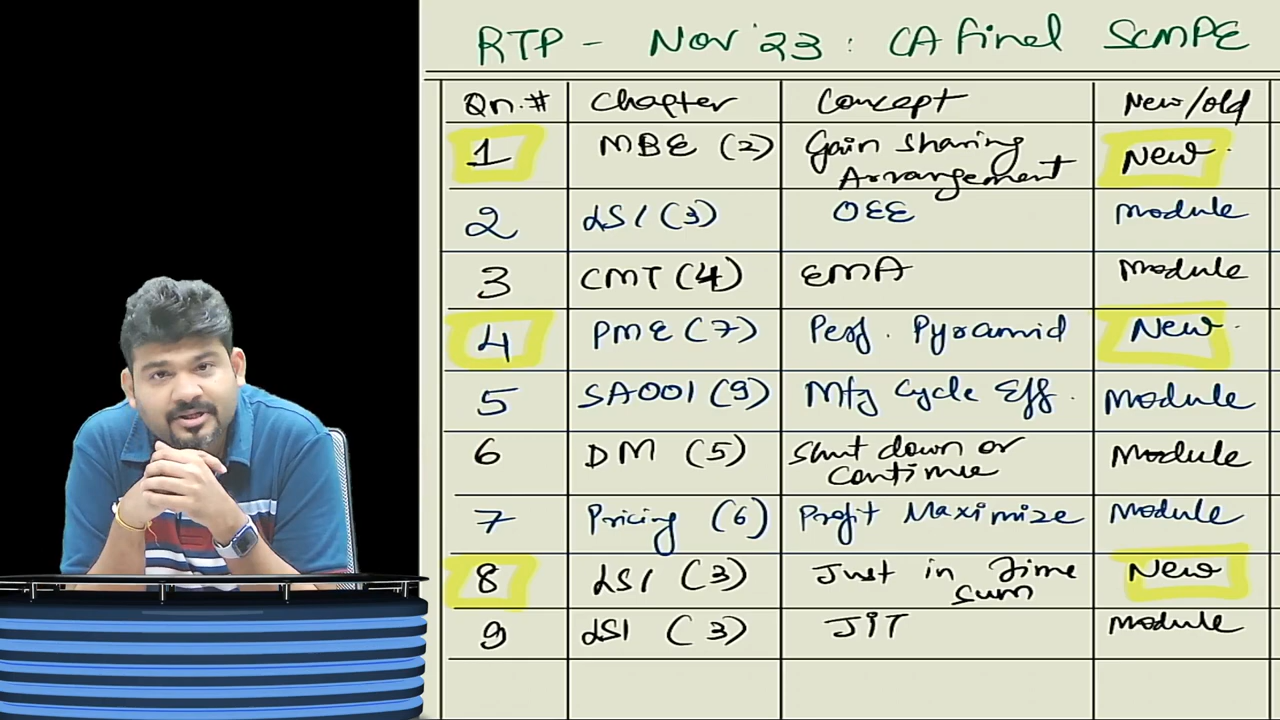 RTP - Nov'23 : CA Final SCMPE
Qn.# Chapter Concept New/old
1 MBE (2) Gain Sharing Arrangement New
2 LSI (3) OEE Module
3 CMT (4) EMA Module
4 PME (7) Perf. Pyramid New
5 SA001 (9) Mfg Cycle Eff. Module
6 DM (5) Shut down or Continue Module
7 Pricing (6) Profit Maximize Module
8 LSI (3) Just in Time Sum New
9 LSI (3) JIT Module